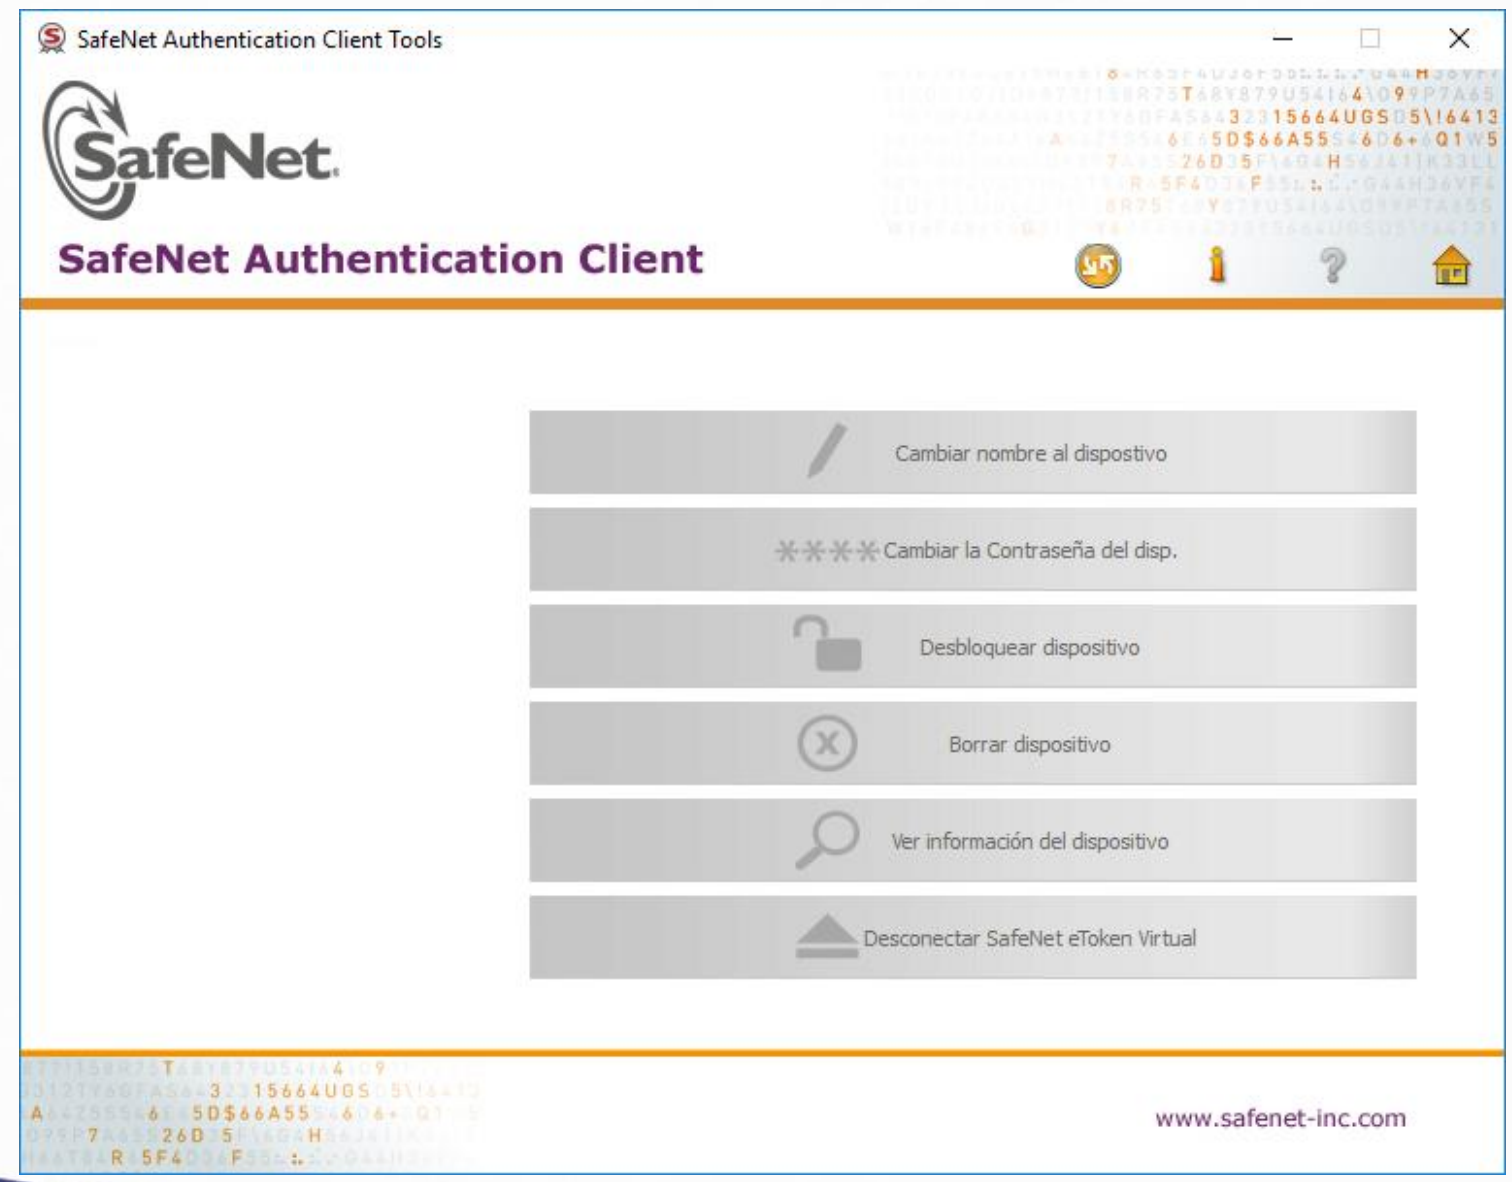 SafeNet Authentication Client Tools
SafeNet.
SafeNet Authentication Client
Cambiar nombre al dispostivo
**** Cambiar la Contraseña del disp.
Desbloquear dispositivo
Borrar dispositivo
Ver información del dispositivo
Desconectar SafeNet eToken Virtual
www.safenet-inc.com